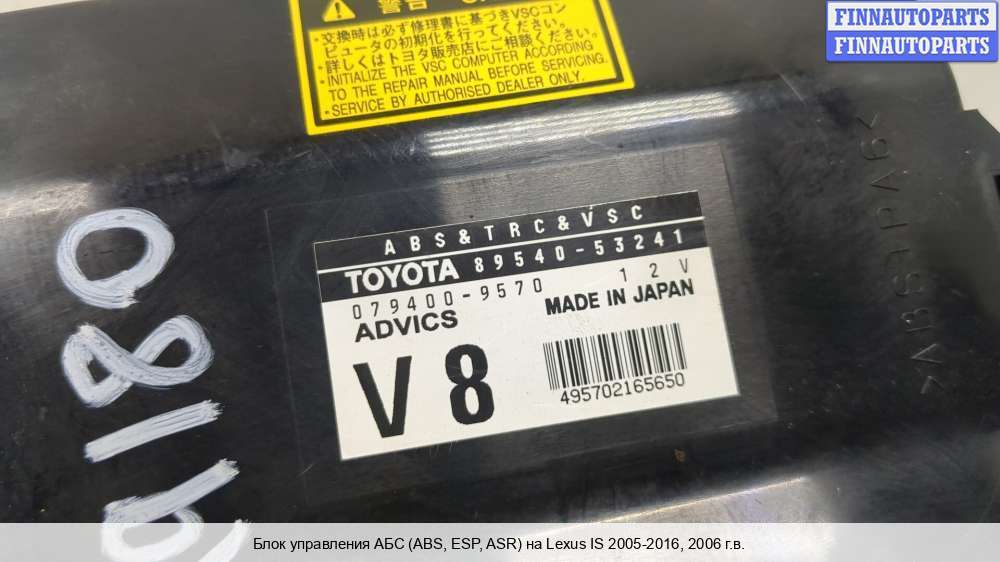 FINNAUTOPARTS
FINNAUTOPARTS
警告
・交換時は必ず修理書に基づきVSCコン
ピュータの初期化を行ってください。
・詳しくはトヨタ販売店にご相談ください。
・INITIALIZE THE VSC COMPUTER ACCORDING
TO THE REPAIR MANUAL BEFORE SERVICING.
・SERVICE BY AUTHORISED DEALER ONLY.
ABS&TRC&VSC
TOYOTA 89540-53241
079400-9570 12V
ADVICS MADE IN JAPAN
V8
495702165650
9180
Блок управления АБС (ABS, ESP, ASR) на Lexus IS 2005-2016, 2006 г.в.